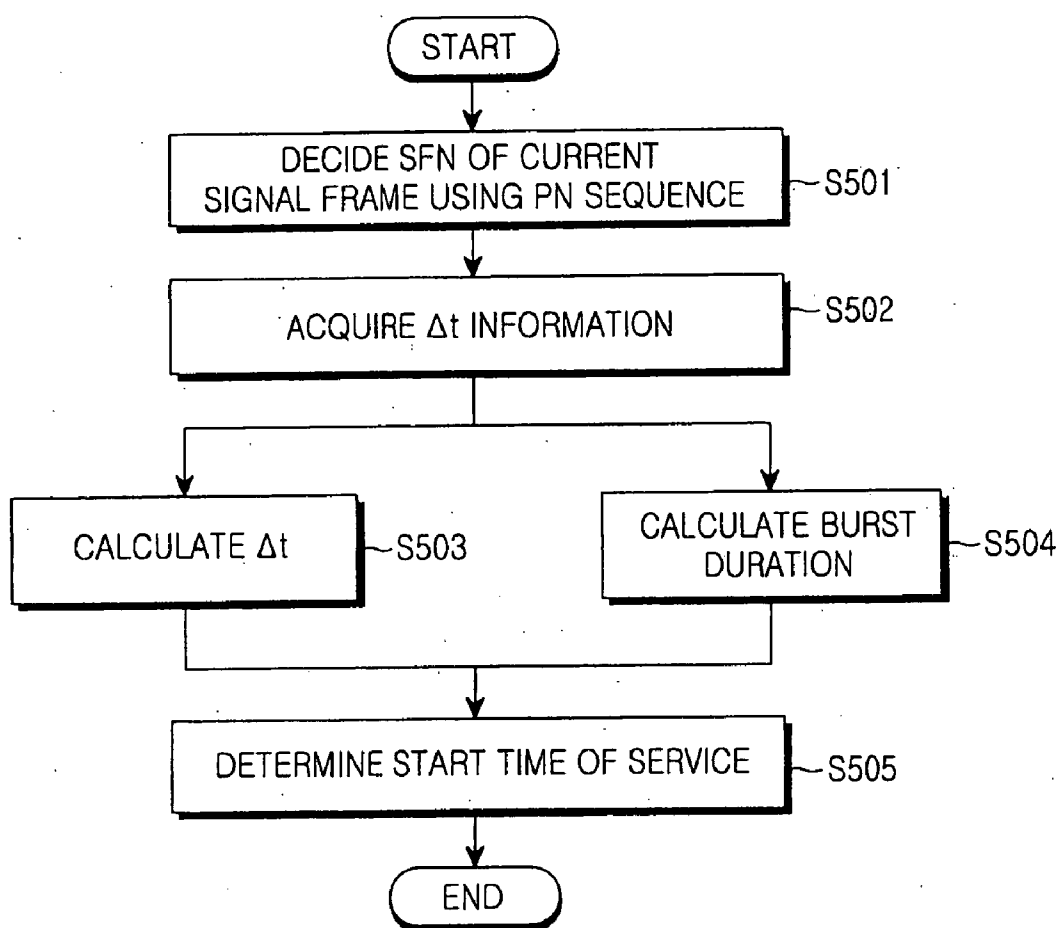 START
DECIDE SFN OF CURRENT
SIGNAL FRAME USING PN SEQUENCE
S501
ACQUIRE Δt INFORMATION
S502
CALCULATE Δt
S503
CALCULATE BURST
DURATION
S504
DETERMINE START TIME OF SERVICE
S505
END